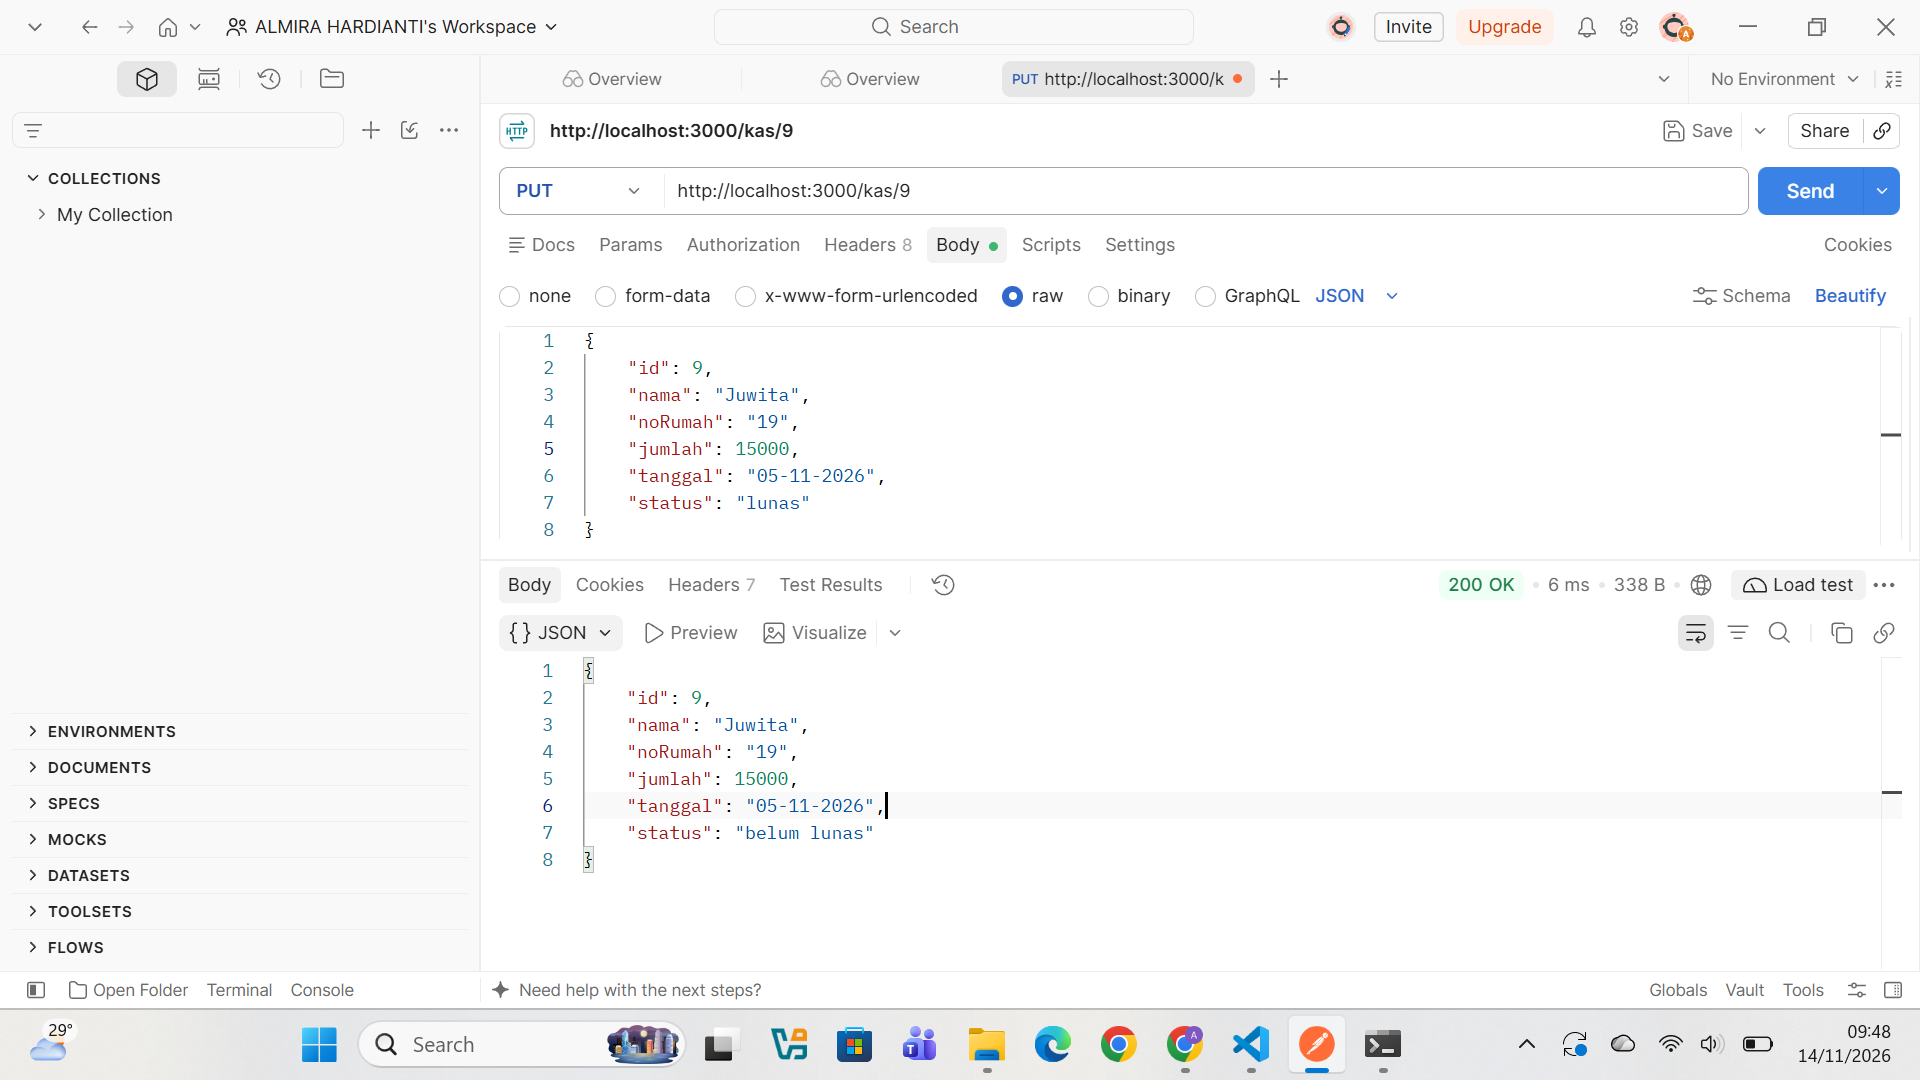 ALMIRA HARDIANTI's Workspace
Search
Invite
Upgrade
A
Overview
Overview
PUT http://localhost:3000/k
No Environment
HTTP http://localhost:3000/kas/9
Save
Share
COLLECTIONS
My Collection
PUT
http://localhost:3000/kas/9
Send
Docs
Params
Authorization
Headers 8
Body
Scripts
Settings
Cookies
none
form-data
x-www-form-urlencoded
raw
binary
GraphQL
JSON
Schema
Beautify
1 {
2 "id": 9,
3 "nama": "Juwita",
4 "noRumah": "19",
5 "jumlah": 15000,
6 "tanggal": "05-11-2026",
7 "status": "lunas"
8 }
Body
Cookies
Headers 7
Test Results
200 OK
6 ms
338 B
Load test
{} JSON
Preview
Visualize
1 {
2 "id": 9,
3 "nama": "Juwita",
4 "noRumah": "19",
5 "jumlah": 15000,
6 "tanggal": "05-11-2026",
7 "status": "belum lunas"
8 }
ENVIRONMENTS
DOCUMENTS
SPECS
MOCKS
DATASETS
TOOLSETS
FLOWS
Open Folder
Terminal
Console
Need help with the next steps?
Globals
Vault
Tools
29°
Search
A
09:48
14/11/2026